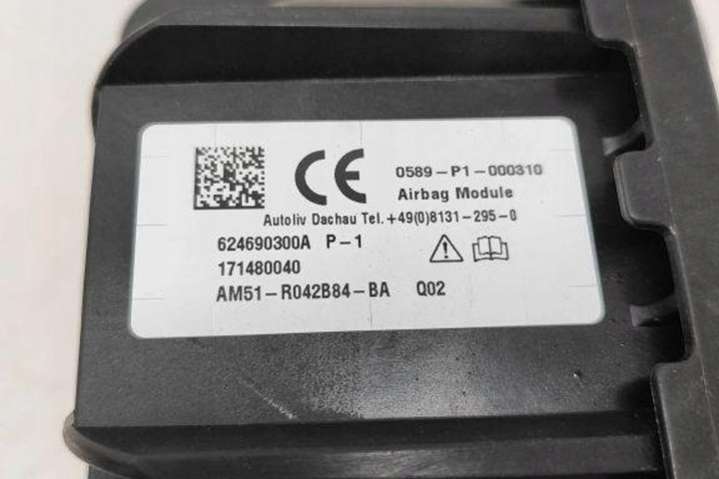 CE 0589-P1-000310
Airbag Module
Autoliv Dachau Tel.+49(0)8131-295-0
624690300A P-1
171480040
AM51-R042B84-BA Q02